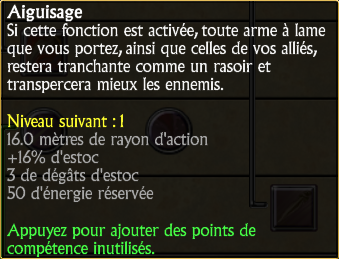 Aiguisage
Si cette fonction est activée, toute arme à lame
que vous portez, ainsi que celles de vos alliés,
restera tranchante comme un rasoir et
transpercera mieux les ennemis.
Niveau suivant : 1
16.0 mètres de rayon d'action
+16% d'estoc
3 de dégâts d'estoc
50 d'énergie réservée
Appuyez pour ajouter des points de
compétence inutilisés.